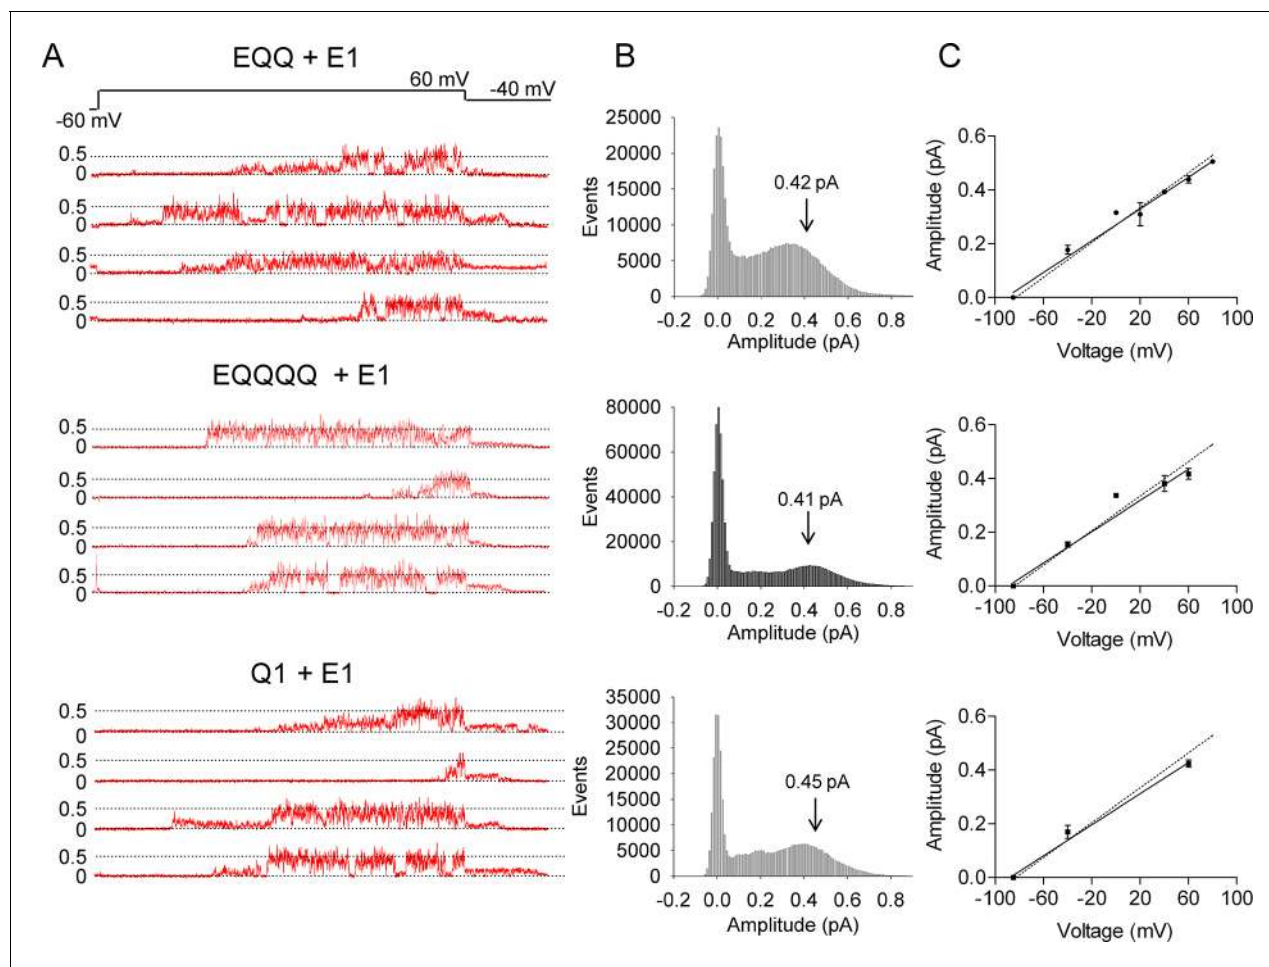 A
EQQ + E1
60 mV
-40 mV
-60 mV
0.5
0
0.5
0
0.5
0
0.5
0
EQQQQ + E1
0.5
0
0.5
0
0.5
0
0.5
0
Q1 + E1
0.5
0
0.5
0
0.5
0
0.5
0
B
25000
20000
15000
10000
5000
0
Events
0.42 pA
-0.2 0.0 0.2 0.4 0.6 0.8
Amplitude (pA)
80000
60000
40000
20000
0
Events
0.41 pA
-0.2 0.0 0.2 0.4 0.6 0.8
Amplitude (pA)
35000
30000
25000
20000
15000
10000
5000
0
Events
0.45 pA
-0.2 0.0 0.2 0.4 0.6 0.8
Amplitude (pA)
C
0.6
0.4
0.2
0.0
Amplitude (pA)
-100 -60 -20 20 60 100
Voltage (mV)
0.6
0.4
0.2
0.0
Amplitude (pA)
-100 -60 -20 20 60 100
Voltage (mV)
0.6
0.4
0.2
0.0
Amplitude (pA)
-100 -60 -20 20 60 100
Voltage (mV)